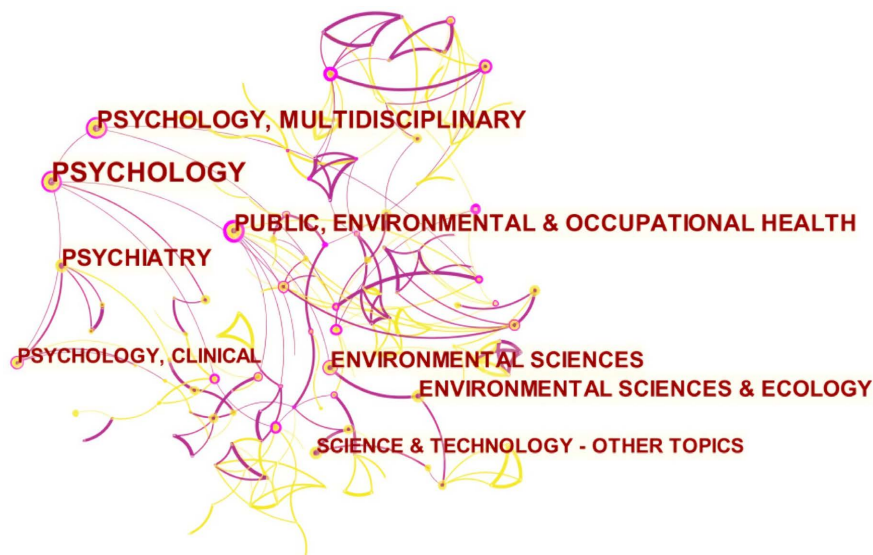 PSYCHOLOGY, MULTIDISCIPLINARY
PSYCHOLOGY
PUBLIC, ENVIRONMENTAL & OCCUPATIONAL HEALTH
PSYCHIATRY
PSYCHOLOGY, CLINICAL
ENVIRONMENTAL SCIENCES
ENVIRONMENTAL SCIENCES & ECOLOGY
SCIENCE & TECHNOLOGY - OTHER TOPICS